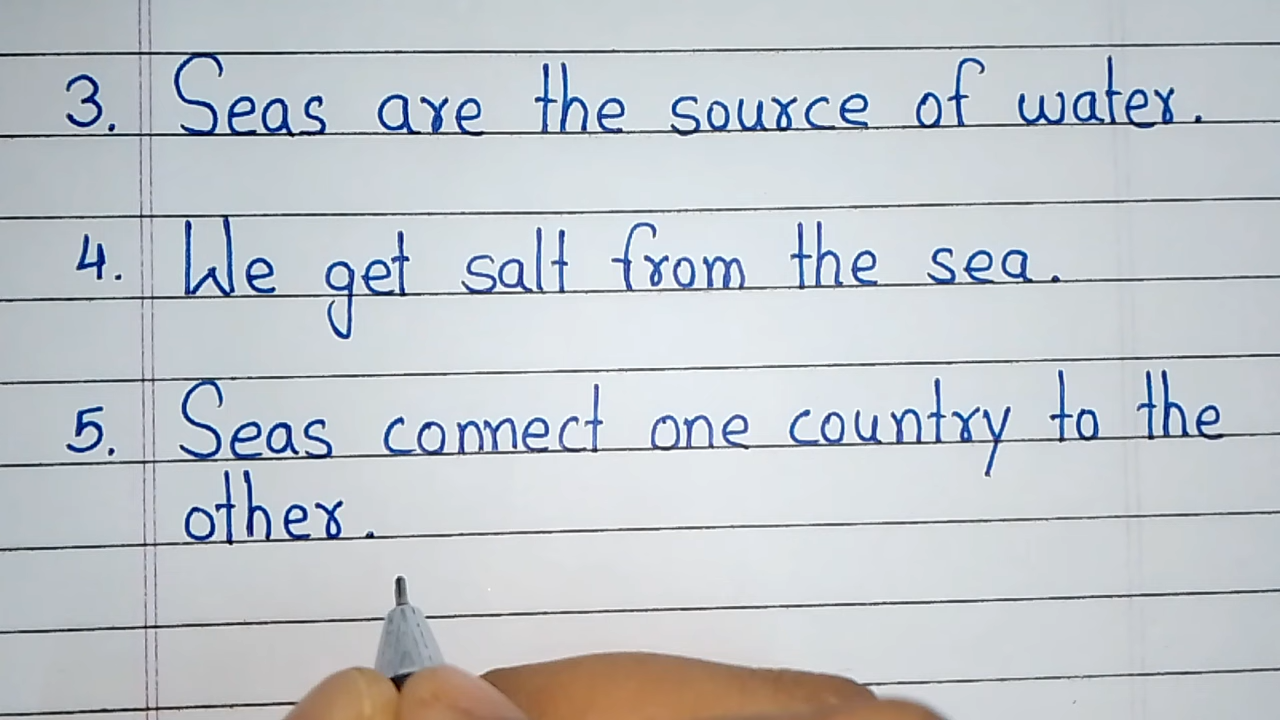 3. Seas are the source of water.
4. We get salt from the sea.
5. Seas connect one country to the
other.